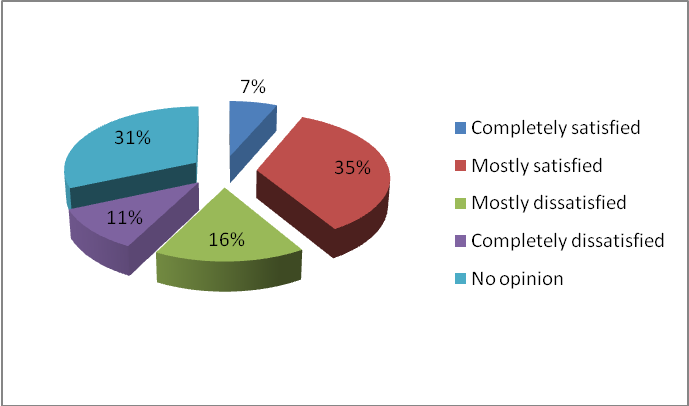 7%
35%
16%
11%
31%
Completely satisfied
Mostly satisfied
Mostly dissatisfied
Completely dissatisfied
No opinion